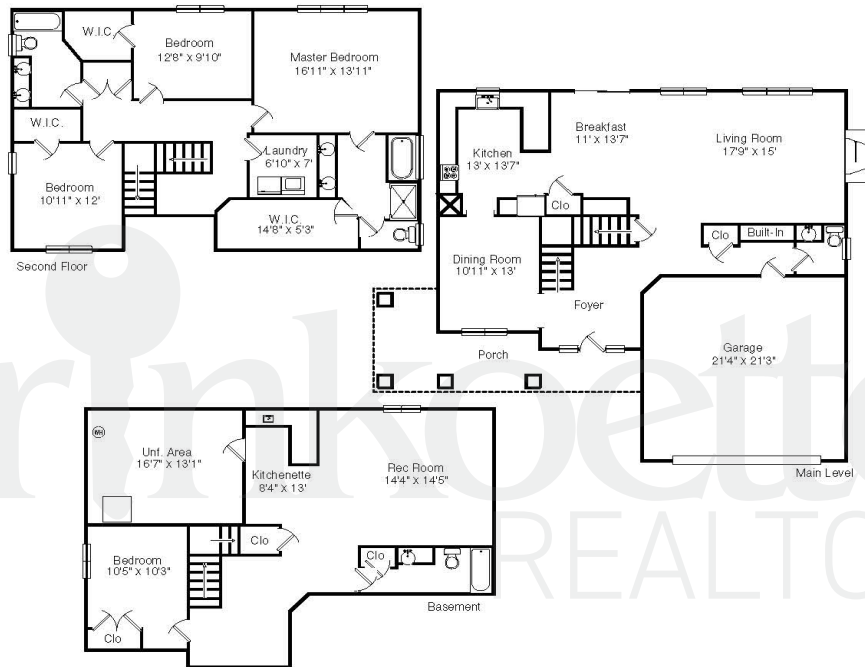 W.I.C.
Bedroom
12'8" x 9'10"
Master Bedroom
16'11" x 13'11"
W.I.C.
Laundry
6'10" x 7'
Bedroom
10'11" x 12'
W.I.C.
14'8" x 5'3"
Second Floor
Breakfast
11' x 13'7"
Living Room
17'9" x 15'
Kitchen
13' x 13'7"
Clo
Clo
Built-In
Dining Room
10'11" x 13'
Foyer
Garage
21'4" x 21'3"
Porch
Main Level
WH
Unf. Area
16'7" x 13'1"
Kitchenette
8'4" x 13'
Rec Room
14'4" x 14'5"
Clo
Clo
Bedroom
10'5" x 10'3"
Clo
Basement
rinkoette
REALTO